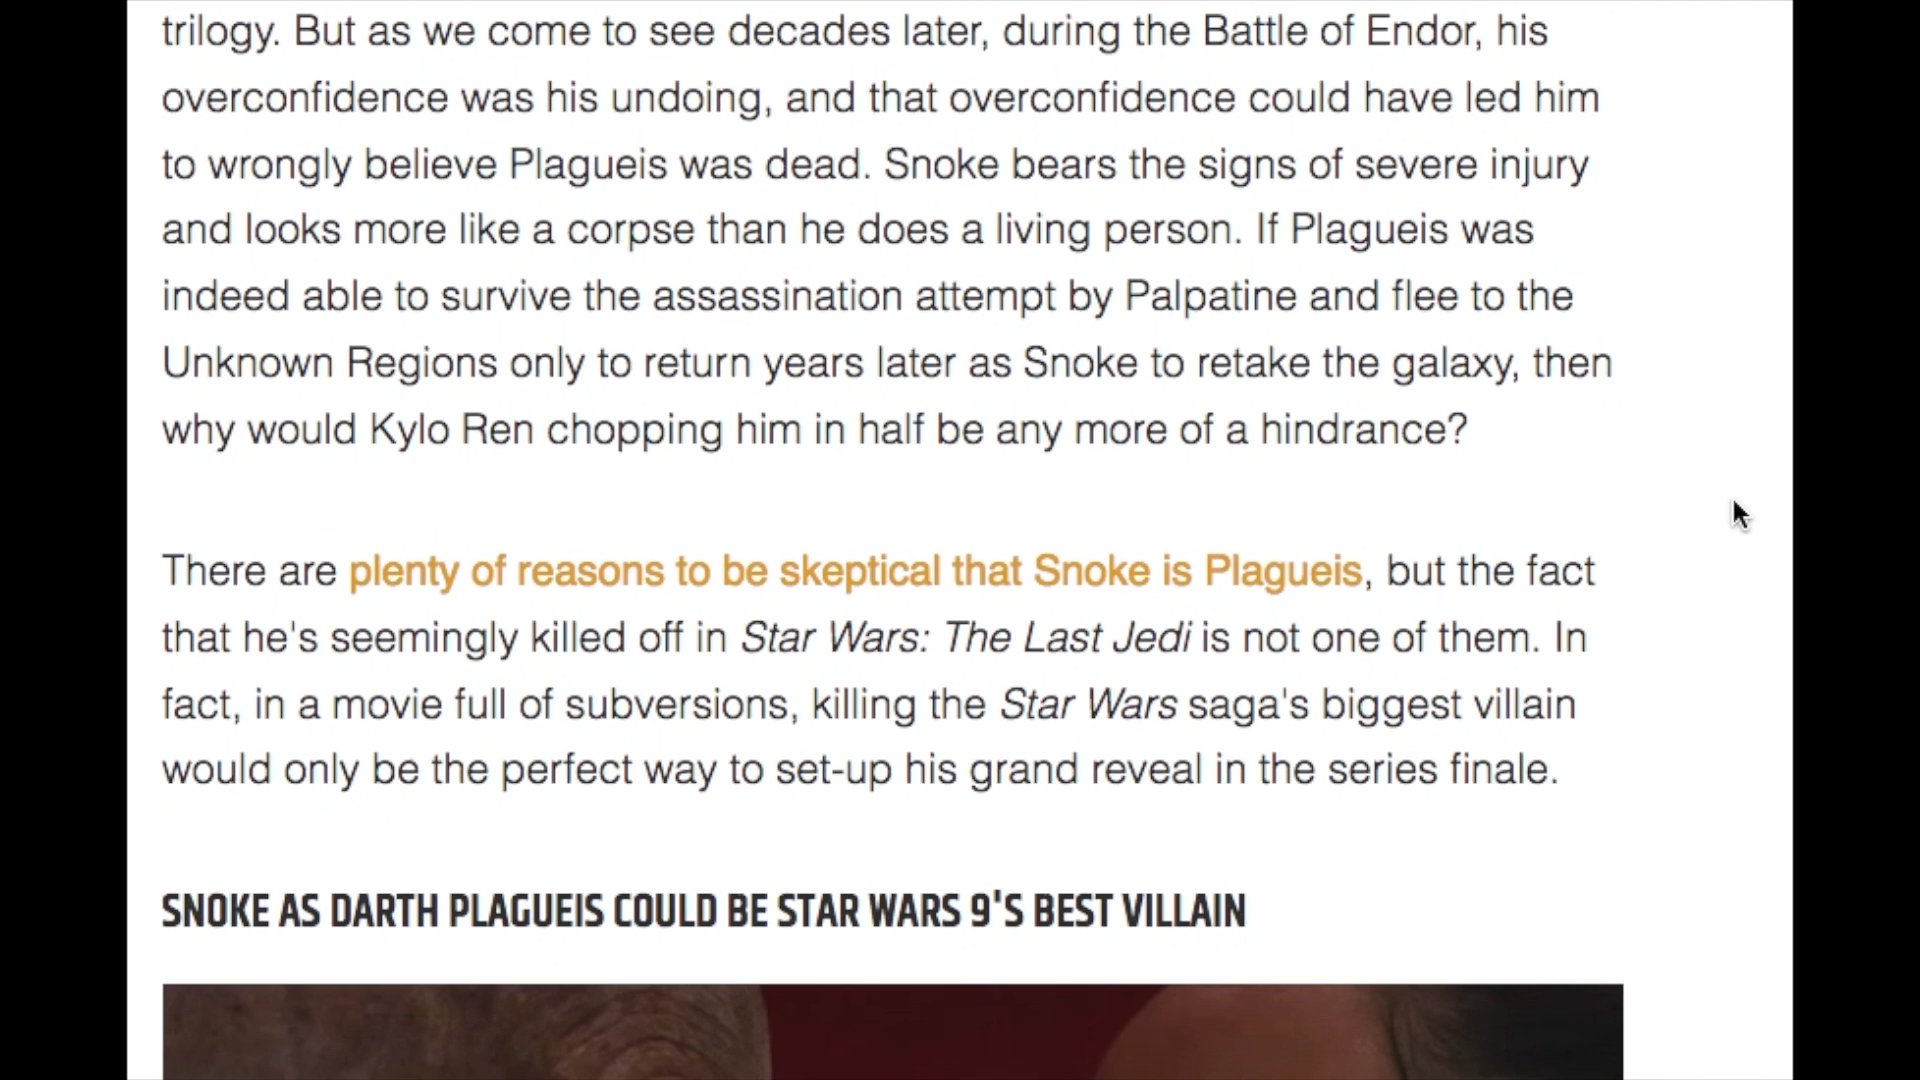 trilogy. But as we come to see decades later, during the Battle of Endor, his
overconfidence was his undoing, and that overconfidence could have led him
to wrongly believe Plagueis was dead. Snoke bears the signs of severe injury
and looks more like a corpse than he does a living person. If Plagueis was
indeed able to survive the assassination attempt by Palpatine and flee to the
Unknown Regions only to return years later as Snoke to retake the galaxy, then
why would Kylo Ren chopping him in half be any more of a hindrance?
There are plenty of reasons to be skeptical that Snoke is Plagueis, but the fact
that he's seemingly killed off in Star Wars: The Last Jedi is not one of them. In
fact, in a movie full of subversions, killing the Star Wars saga's biggest villain
would only be the perfect way to set-up his grand reveal in the series finale.
SNOKE AS DARTH PLAGUEIS COULD BE STAR WARS 9'S BEST VILLAIN